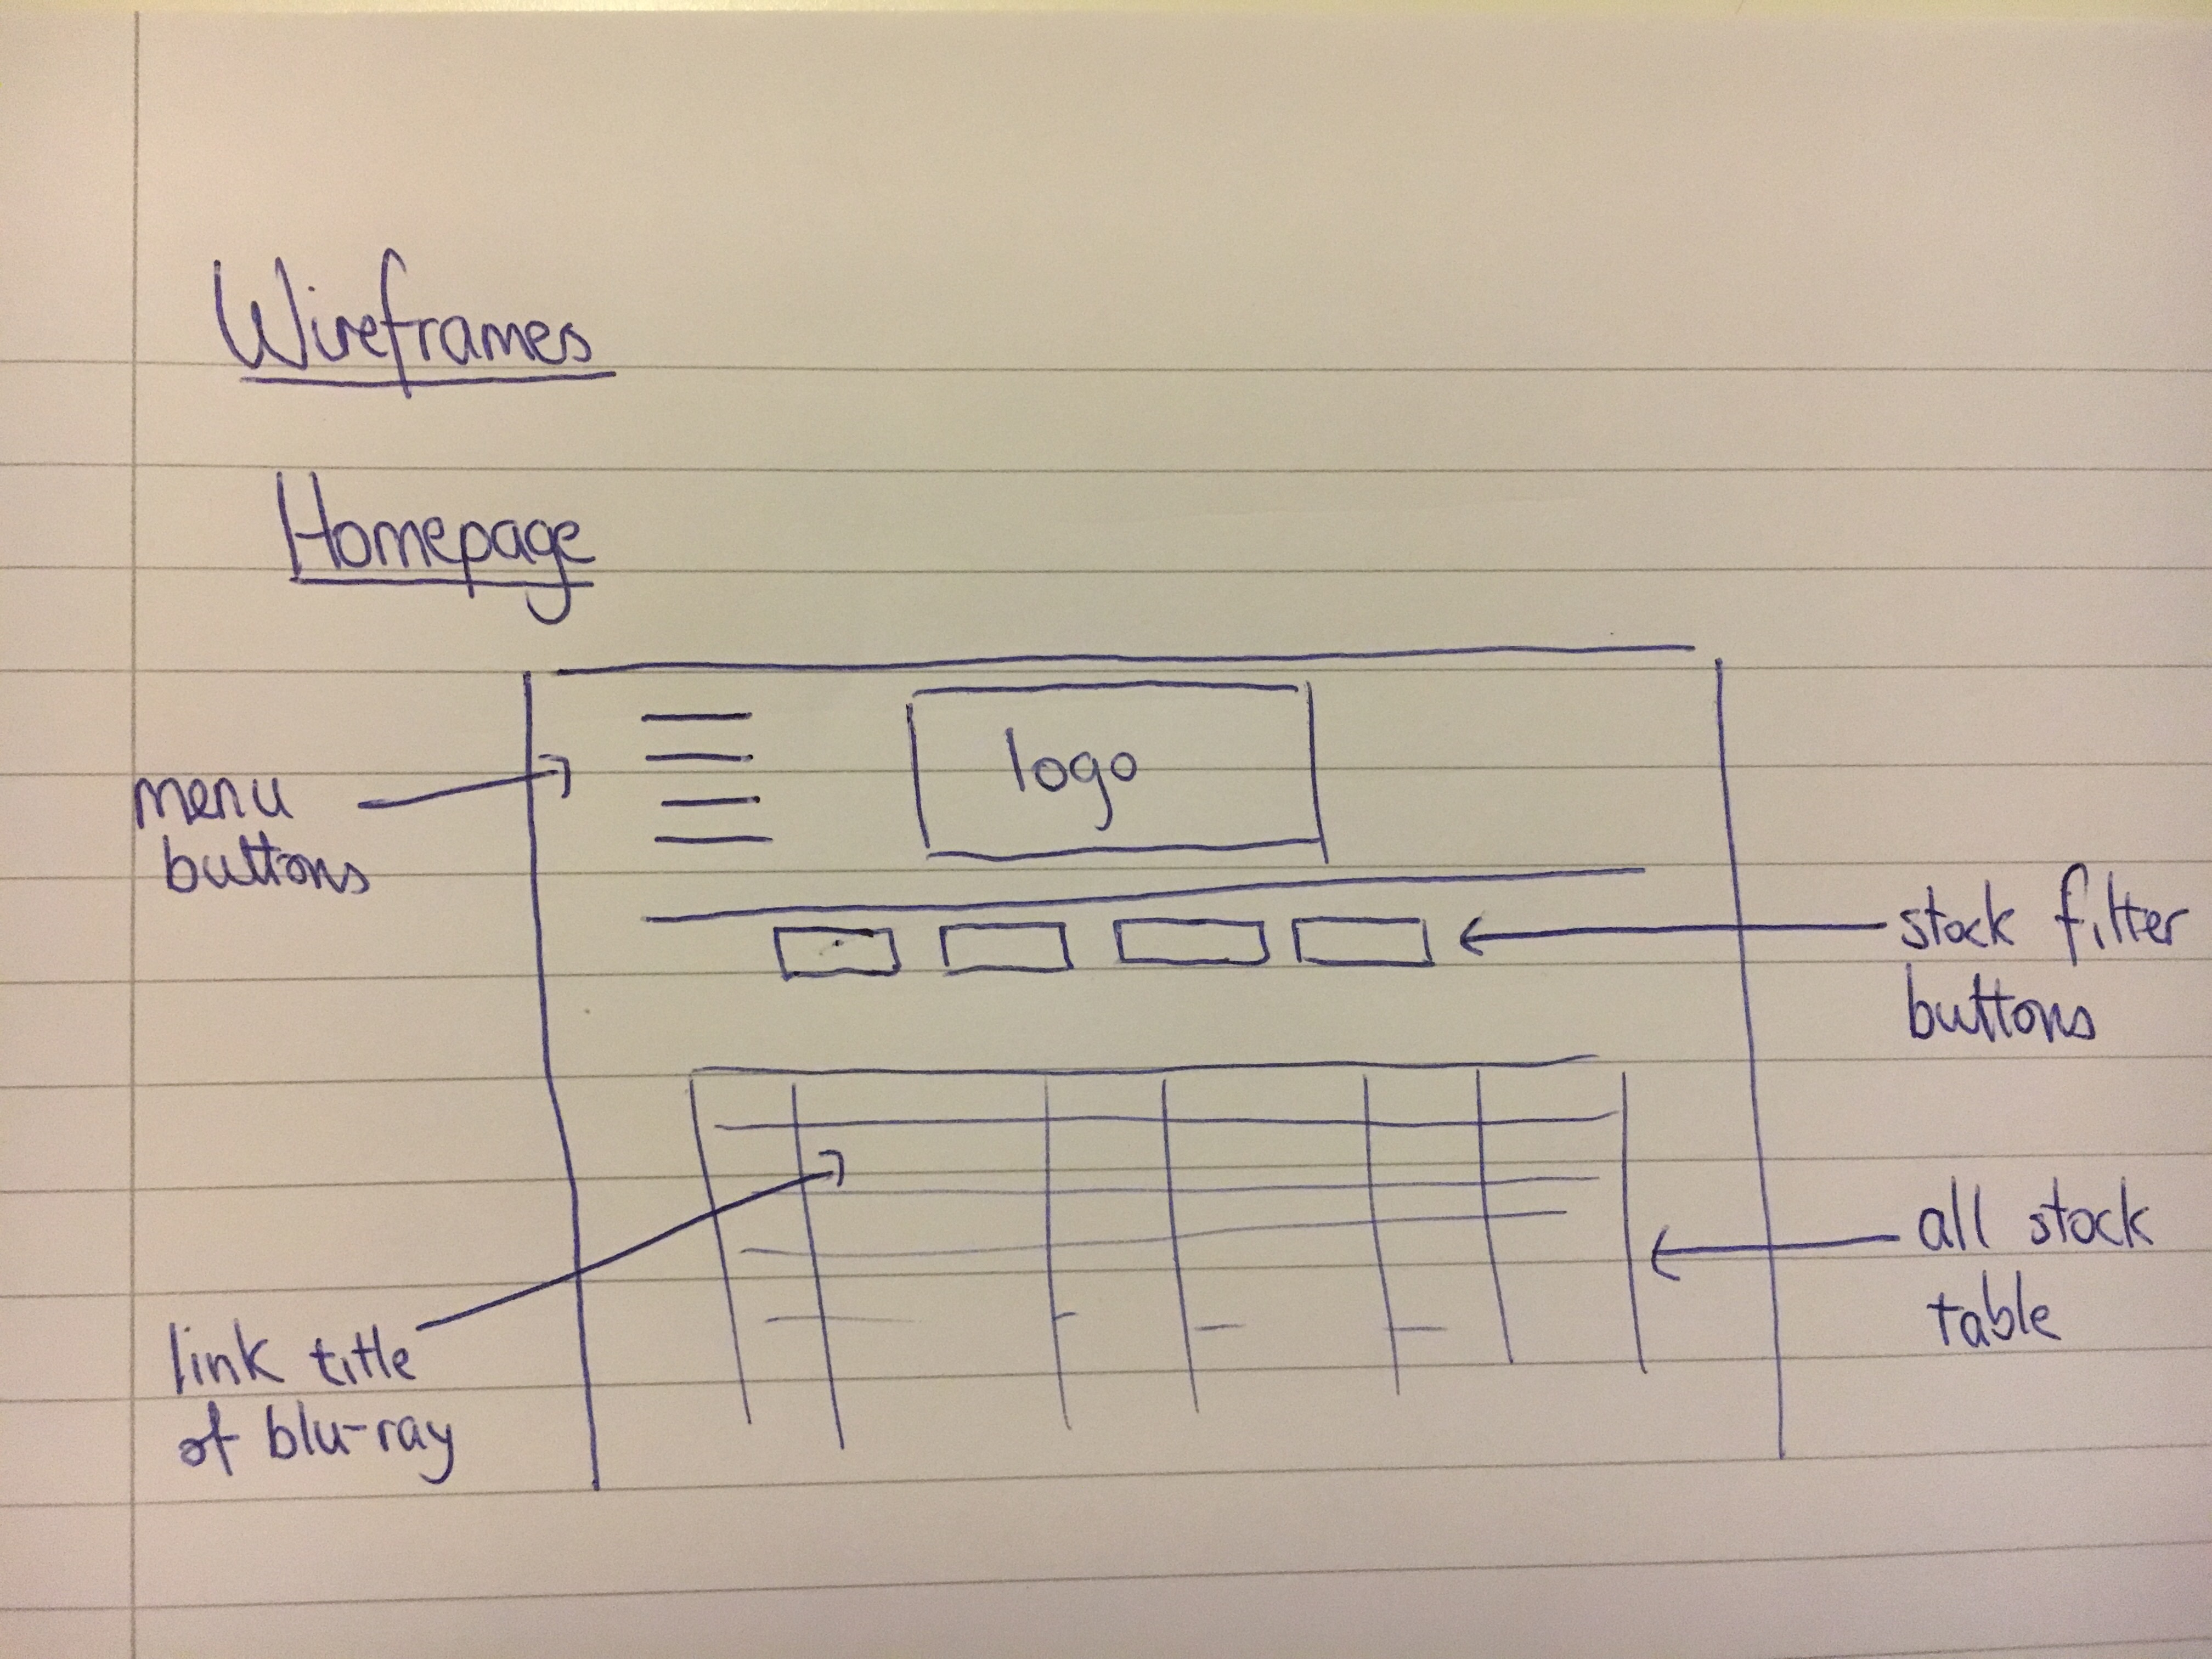 Wireframes
Homepage
logo
menu
buttons
stock filter
buttons
all stock
table
link title
of blu-ray